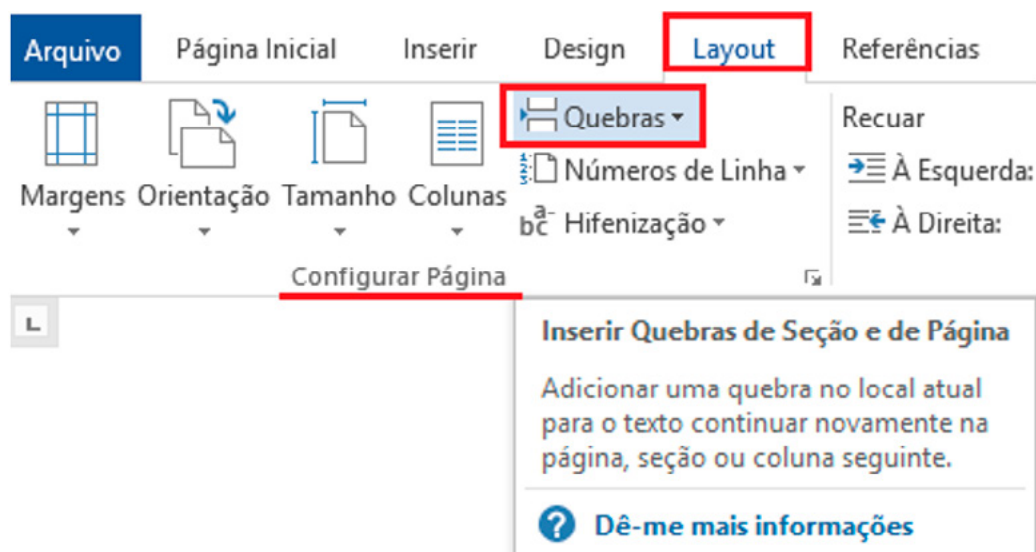 Arquivo Página Inicial Inserir Design Layout Referências
Quebras
Recuar
Números de Linha
À Esquerda:
Margens Orientação Tamanho Colunas
Hifenização
À Direita:
Configurar Página
Inserir Quebras de Seção e de Página
Adicionar uma quebra no local atual
para o texto continuar novamente na
página, seção ou coluna seguinte.
Dê-me mais informações